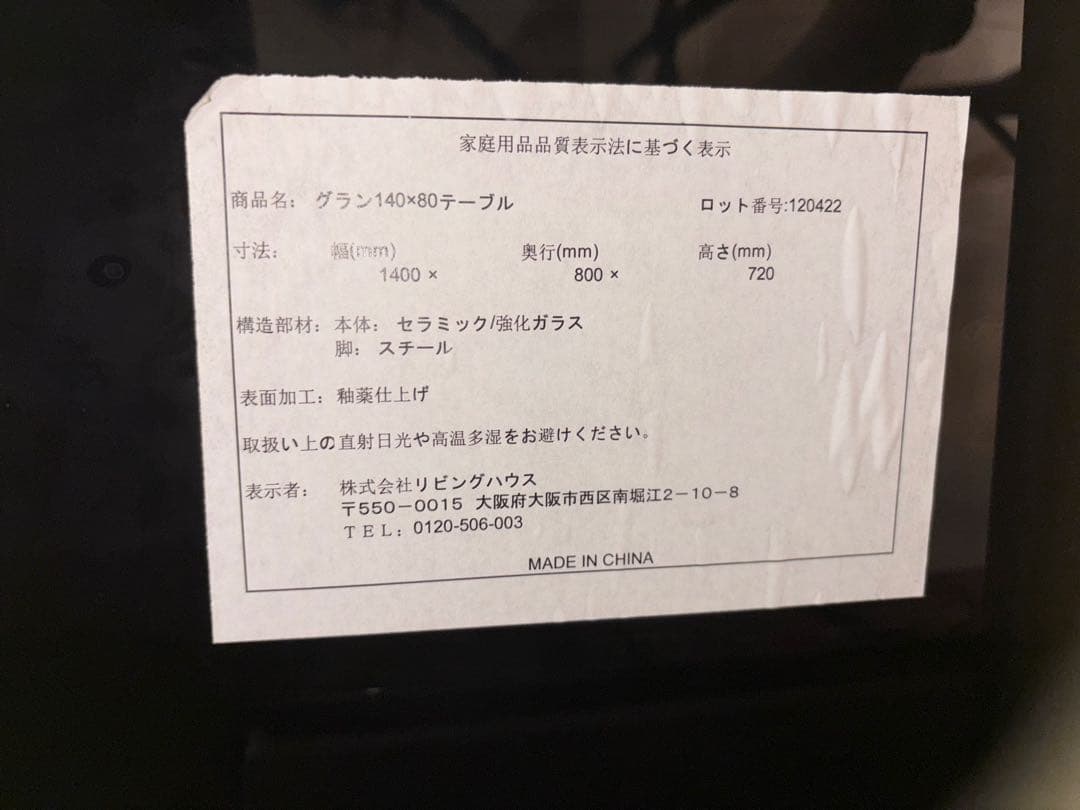 家庭用品品質表示法に基づく表示
商品名: グラン140×80テーブル ロット番号:120422
寸法: 幅(mm) 奥行(mm) 高さ(mm)
1400 × 800 × 720
構造部材: 本体: セラミック/強化ガラス
脚: スチール
表面加工: 釉薬仕上げ
取扱い上の直射日光や高温多湿をお避けください。
表示者: 株式会社リビングハウス
〒550-0015 大阪府大阪市西区南堀江2-10-8
TEL: 0120-506-003
MADE IN CHINA